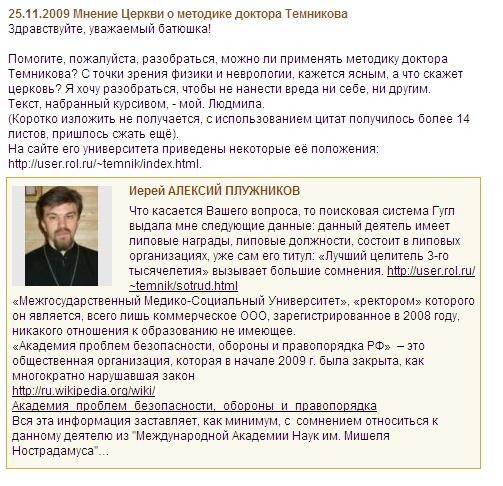 25.11.2009 Мнение Церкви о методике доктора Темникова
Здравствуйте, уважаемый батюшка!
Помогите, пожалуйста, разобраться, можно ли применять методику доктора
Темникова? С точки зрения физики и неврологии, кажется ясным, а что скажет
церковь? Я хочу разобраться, чтобы не нанести вреда ни себе, ни другим.
Текст, набранный курсивом, - мой. Людмила.
(Коротко изложить не получается, с использованием цитат получилось более 14
листов, пришлось сжать ещё).
На сайте его университета приведены некоторые её положения:
http://user.rol.ru/~temnik/index.html.
Иерей АЛЕКСИЙ ПЛУЖНИКОВ
Что касается Вашего вопроса, то поисковая система Гугл
выдала мне следующие данные: данный деятель имеет
липовые награды, липовые должности, состоит в липовых
организациях, уже сам его титул: «Лучший целитель 3-го
тысячелетия» вызывает большие сомнения. http://user.rol.ru/
~temnik/sotrud.html
«Межгосударственный Медико-Социальный Университет», «ректором» которого
он является, всего лишь коммерческое ООО, зарегистрированное в 2008 году,
никакого отношения к образованию не имеющее.
«Академия проблем безопасности, обороны и правопорядка РФ» – это
общественная организация, которая в начале 2009 г. была закрыта, как
многократно нарушавшая закон
http://ru.wikipedia.org/wiki/
Академия_проблем_безопасности,_обороны_и_правопорядка
Вся эта информация заставляет, как минимум, с сомнением относиться к
данному деятелю из "Международной Академии Наук им. Мишеля
Нострадамуса"...